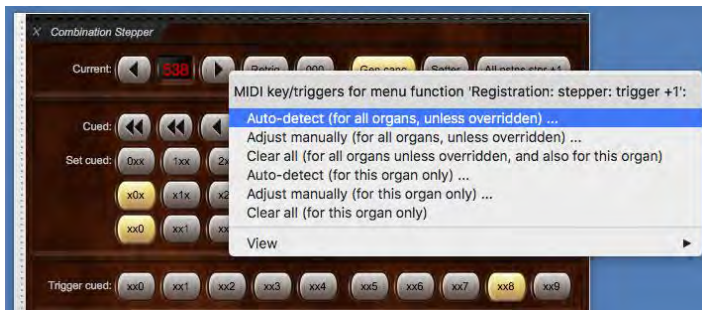 X Combination Stepper
Current: 538 Retrig 000 Gen canc Setter All pstns stpr +1
MIDI key/triggers for menu function 'Registration: stepper: trigger +1':
Auto-detect (for all organs, unless overridden) ...
Cued:
Adjust manually (for all organs, unless overridden) ...
Clear all (for all organs unless overridden, and also for this organ)
Set cued: 0xx 1xx
Auto-detect (for this organ only) ...
x0x x1x
Adjust manually (for this organ only) ...
Clear all (for this organ only)
xx0 xx1
View
Trigger cued: xx0 xx1 xx2 xx3 xx4 xx5 xx6 xx7 xx8 xx9